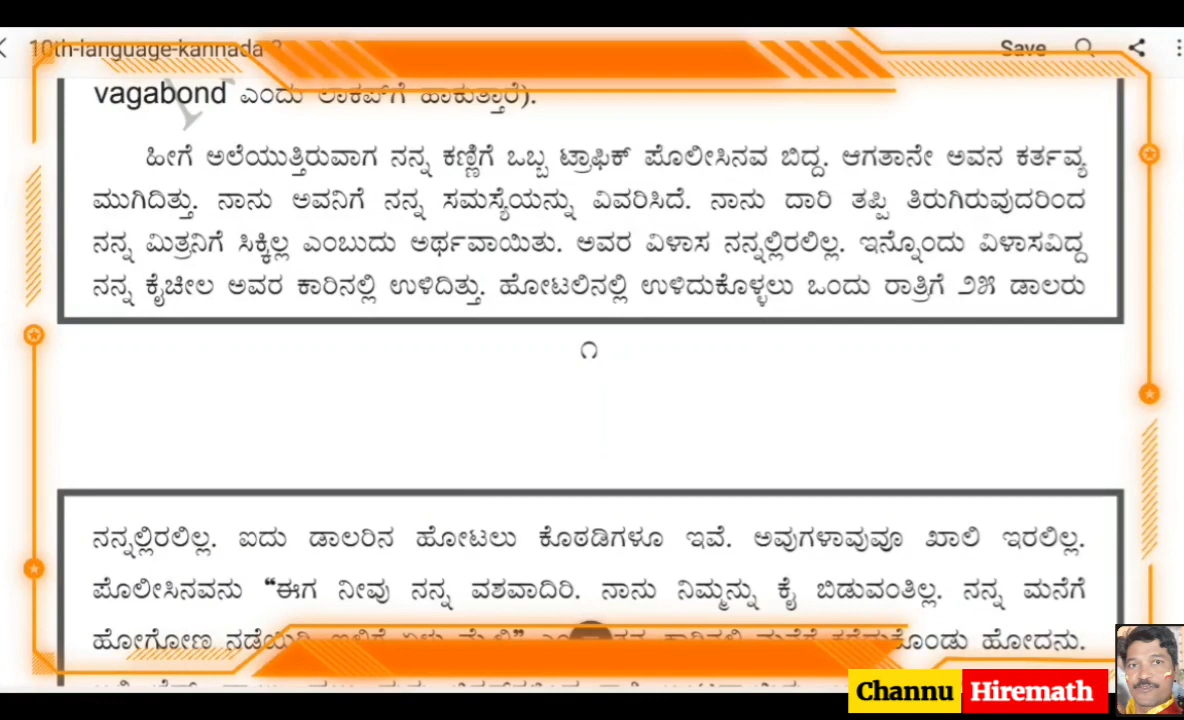 10th-language-kannada
Save
vagabond ಎಂದು ಲಾಕಪ್‌ಗೆ ಹಾಕುತ್ತಾರೆ).
ಹೀಗೆ ಅಲೆಯುತ್ತಿರುವಾಗ ನನ್ನ ಕಣ್ಣಿಗೆ ಒಬ್ಬ ಟ್ರಾಫಿಕ್ ಪೊಲೀಸಿನವ ಬಿದ್ದ. ಆಗತಾನೇ ಅವನ ಕರ್ತವ್ಯ
ಮುಗಿದಿತ್ತು. ನಾನು ಅವನಿಗೆ ನನ್ನ ಸಮಸ್ಯೆಯನ್ನು ವಿವರಿಸಿದೆ. ನಾನು ದಾರಿ ತಪ್ಪಿ ತಿರುಗಿರುವುದರಿಂದ
ನನ್ನ ಮಿತ್ರನಿಗೆ ಸಿಕ್ಕಿಲ್ಲ ಎಂಬುದು ಅರ್ಥವಾಯಿತು. ಅವರ ವಿಳಾಸ ನನ್ನಲ್ಲಿರಲಿಲ್ಲ. ಇನ್ನೊಂದು ವಿಳಾಸವಿದ್ದ
ನನ್ನ ಕೈಚೀಲ ಅವರ ಕಾರಿನಲ್ಲಿ ಉಳಿದಿತ್ತು. ಹೋಟಲಿನಲ್ಲಿ ಉಳಿದುಕೊಳ್ಳಲು ಒಂದು ರಾತ್ರಿಗೆ ೨೫ ಡಾಲರು
೧
ನನ್ನಲ್ಲಿರಲಿಲ್ಲ. ಐದು ಡಾಲರಿನ ಹೋಟಲು ಕೊಠಡಿಗಳೂ ಇವೆ. ಅವುಗಳಾವುವೂ ಖಾಲಿ ಇರಲಿಲ್ಲ.
ಪೊಲೀಸಿನವನು “ಈಗ ನೀವು ನನ್ನ ವಶವಾದಿರಿ. ನಾನು ನಿಮ್ಮನ್ನು ಕೈ ಬಿಡುವಂತಿಲ್ಲ. ನನ್ನ ಮನೆಗೆ
ಹೋಗೋಣ ಹೋದನು.
Channu Hiremath